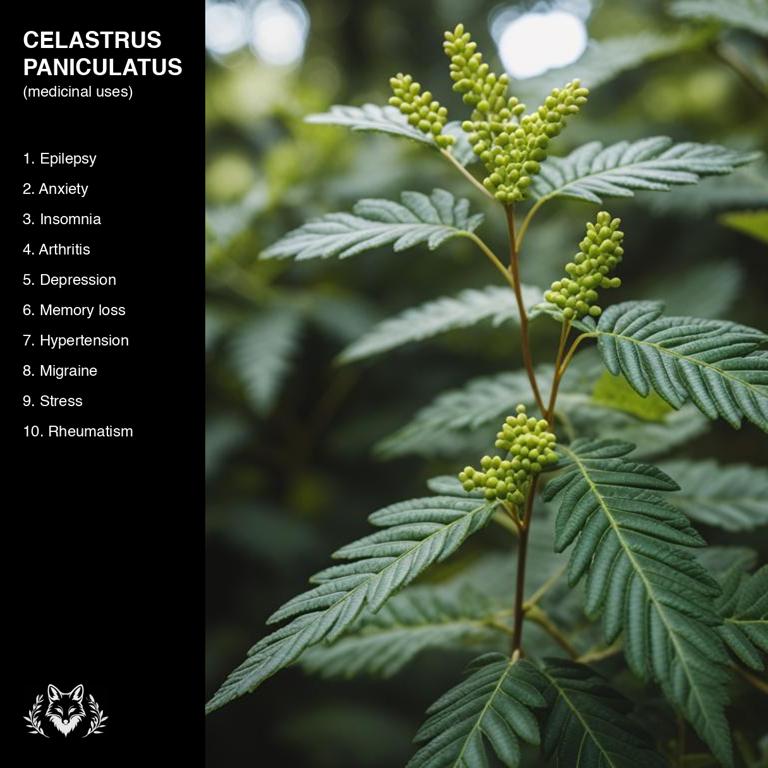 CELASTRUS
PANICULATUS
(medicinal uses)
1. Epilepsy
2. Anxiety
3. Insomnia
4. Arthritis
5. Depression
6. Memory loss
7. Hypertension
8. Migraine
9. Stress
10. Rheumatism